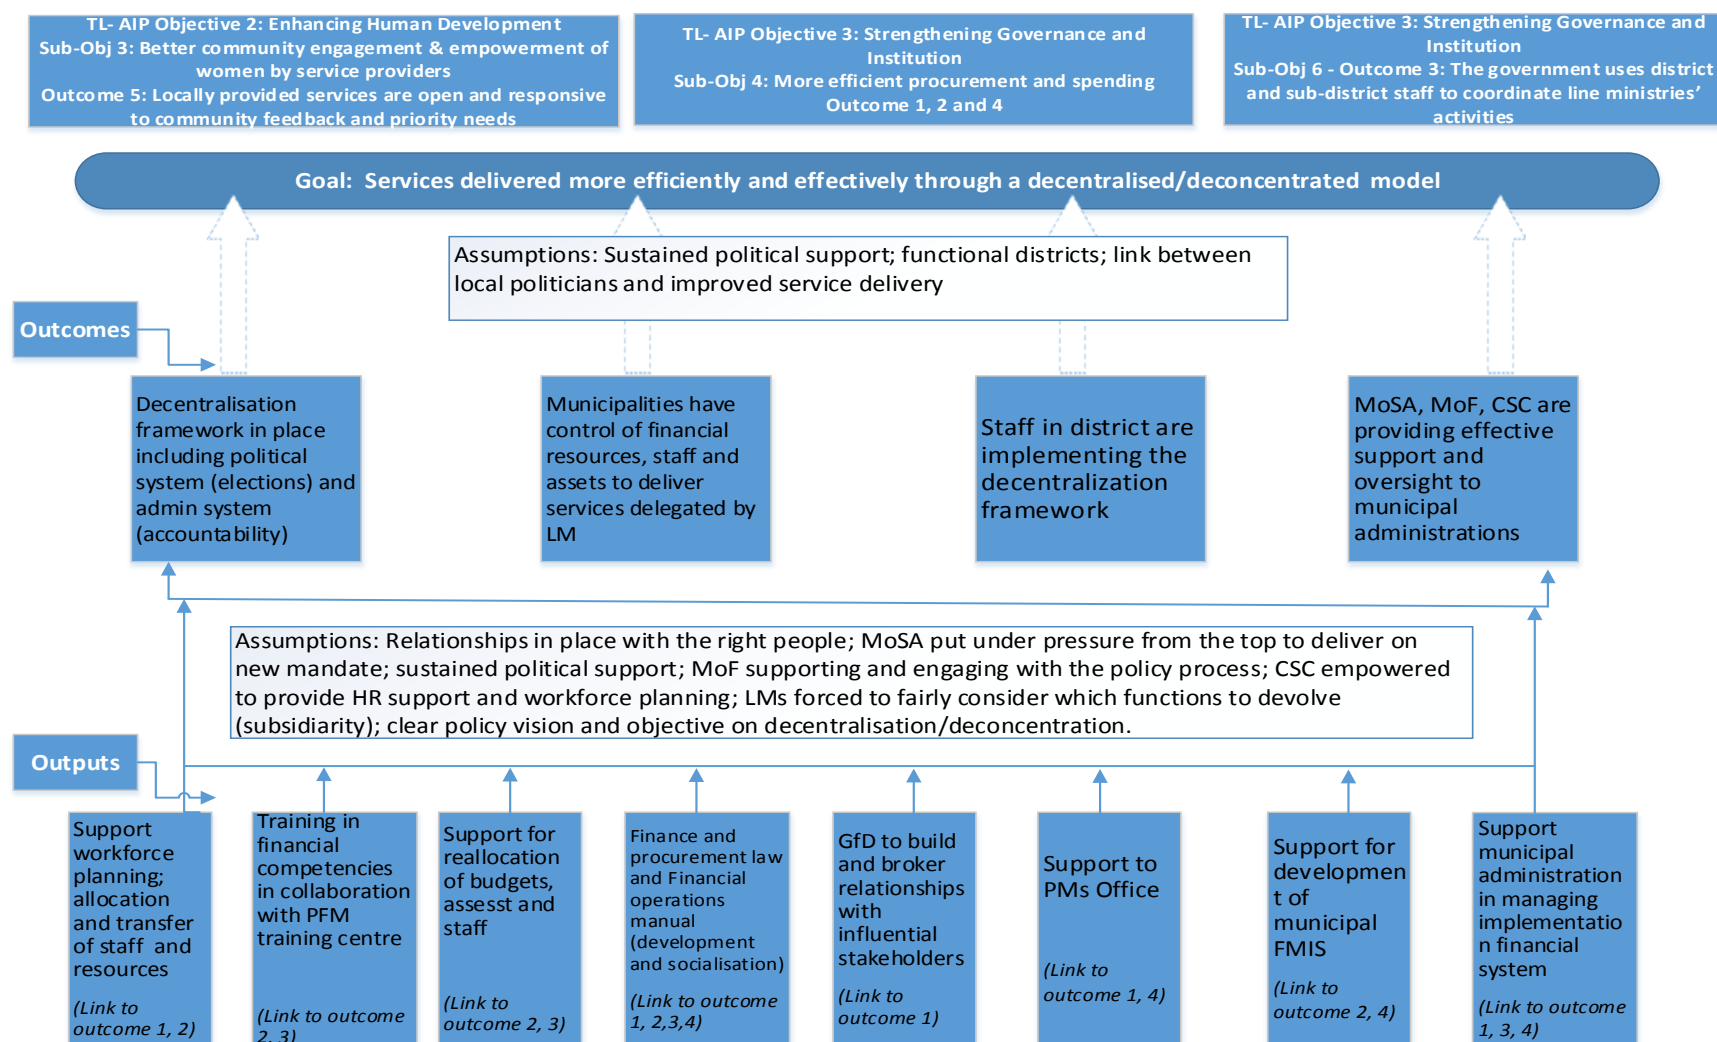 TL- AIP Objective 2: Enhancing Human Development
Sub-Obj 3: Better community engagement & empowerment of
women by service providers
Outcome 5: Locally provided services are open and responsive
to community feedback and priority needs
TL- AIP Objective 3: Strengthening Governance and
Institution
Sub-Obj 4: More efficient procurement and spending
Outcome 1, 2 and 4
TL- AIP Objective 3: Strengthening Governance and
Institution
Sub-Obj 6 - Outcome 3: The government uses district
and sub-district staff to coordinate line ministries’
activities
Goal: Services delivered more efficiently and effectively through a decentralised/deconcentrated model
Assumptions: Sustained political support; functional districts; link between
local politicians and improved service delivery
Outcomes
Decentralisation
framework in place
including political
system (elections) and
admin system
(accountability)
Municipalities have
control of financial
resources, staff and
assets to deliver
services delegated by
LM
Staff in district are
implementing the
decentralization
framework
MoSA, MoF, CSC are
providing effective
support and
oversight to
municipal
administrations
Assumptions: Relationships in place with the right people; MoSA put under pressure from the top to deliver on
new mandate; sustained political support; MoF supporting and engaging with the policy process; CSC empowered
to provide HR support and workforce planning; LMs forced to fairly consider which functions to devolve
(subsidiarity); clear policy vision and objective on decentralisation/deconcentration.
Outputs
Support
workforce
planning;
allocation
and transfer
of staff and
resources
(Link to
outcome 1, 2)
Training in
financial
competencies
in collaboration
with PFM
training centre
(Link to outcome
2, 3)
Support for
reallocation
of budgets,
assesst and
staff
(Link to
outcome 2, 3)
Finance and
procurement law
and Financial
operations
manual
(development
and socialisation)
(Link to outcome
1, 2,3,4)
GfD to build
and broker
relationships
with
influential
stakeholders
(Link to
outcome 1)
Support to
PMs Office
(Link to
outcome 1, 4)
Support for
developmen
t of
municipal
FMIS
(Link to
outcome 2, 4)
Support
municipal
administration
in managing
implementatio
n financial
system
(Link to outcome
1, 3, 4)